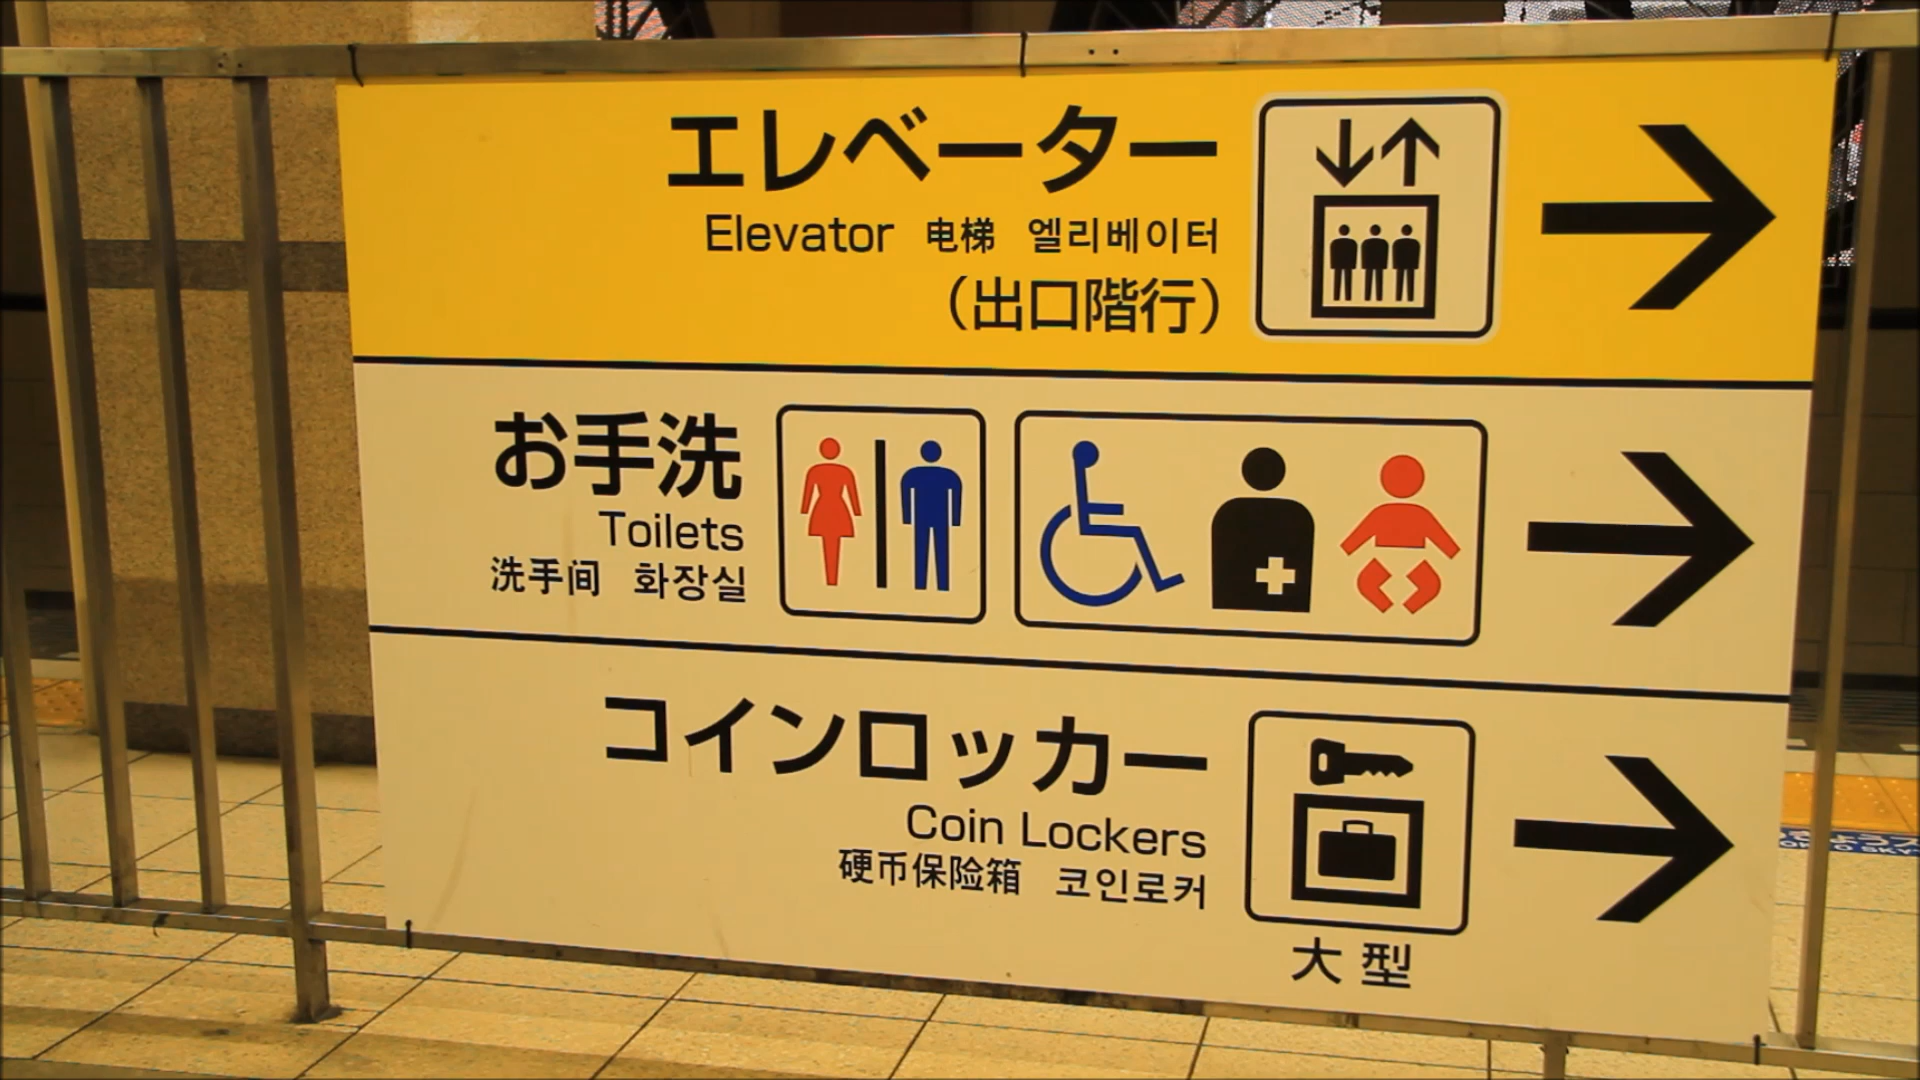 エレベーター
Elevator 电梯 엘리베이터
(出口階行)
お手洗
Toilets
洗手间 화장실
コインロッカー
Coin Lockers
硬币保险箱 코인로커
大型